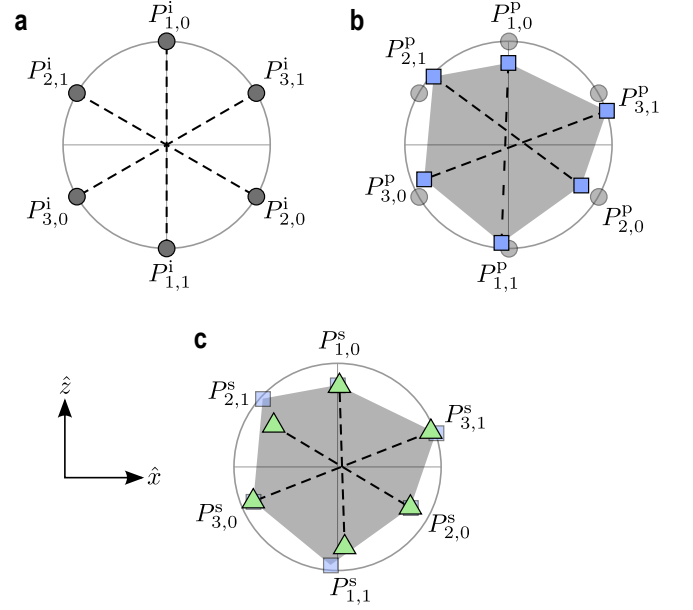 a
P^i_{1,0}
P^i_{2,1}
P^i_{3,1}
P^i_{3,0}
P^i_{2,0}
P^i_{1,1}
b
P^p_{1,0}
P^p_{2,1}
P^p_{3,1}
P^p_{3,0}
P^p_{2,0}
P^p_{1,1}
c
P^s_{1,0}
P^s_{2,1}
P^s_{3,1}
P^s_{3,0}
P^s_{2,0}
P^s_{1,1}
ẑ
x̂